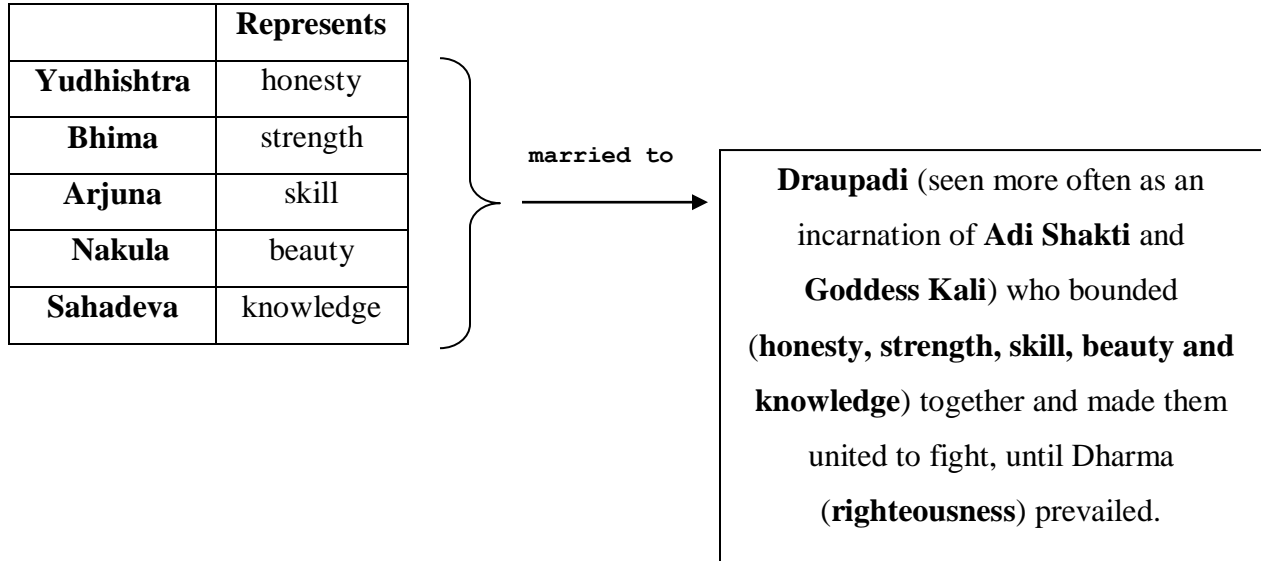 Represents
Yudhishtra honesty
Bhima strength
Arjuna skill
Nakula beauty
Sahadeva knowledge
married to
Draupadi (seen more often as an
incarnation of Adi Shakti and
Goddess Kali) who bounded
(honesty, strength, skill, beauty and
knowledge) together and made them
united to fight, until Dharma
(righteousness) prevailed.